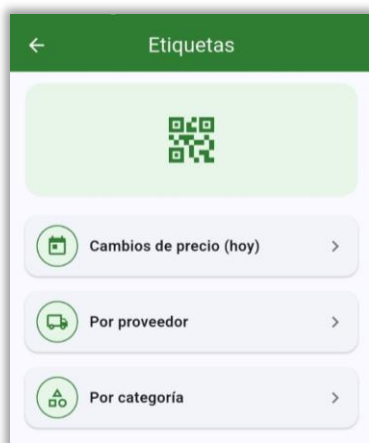 Etiquetas
Cambios de precio (hoy)
Por proveedor
Por categoría